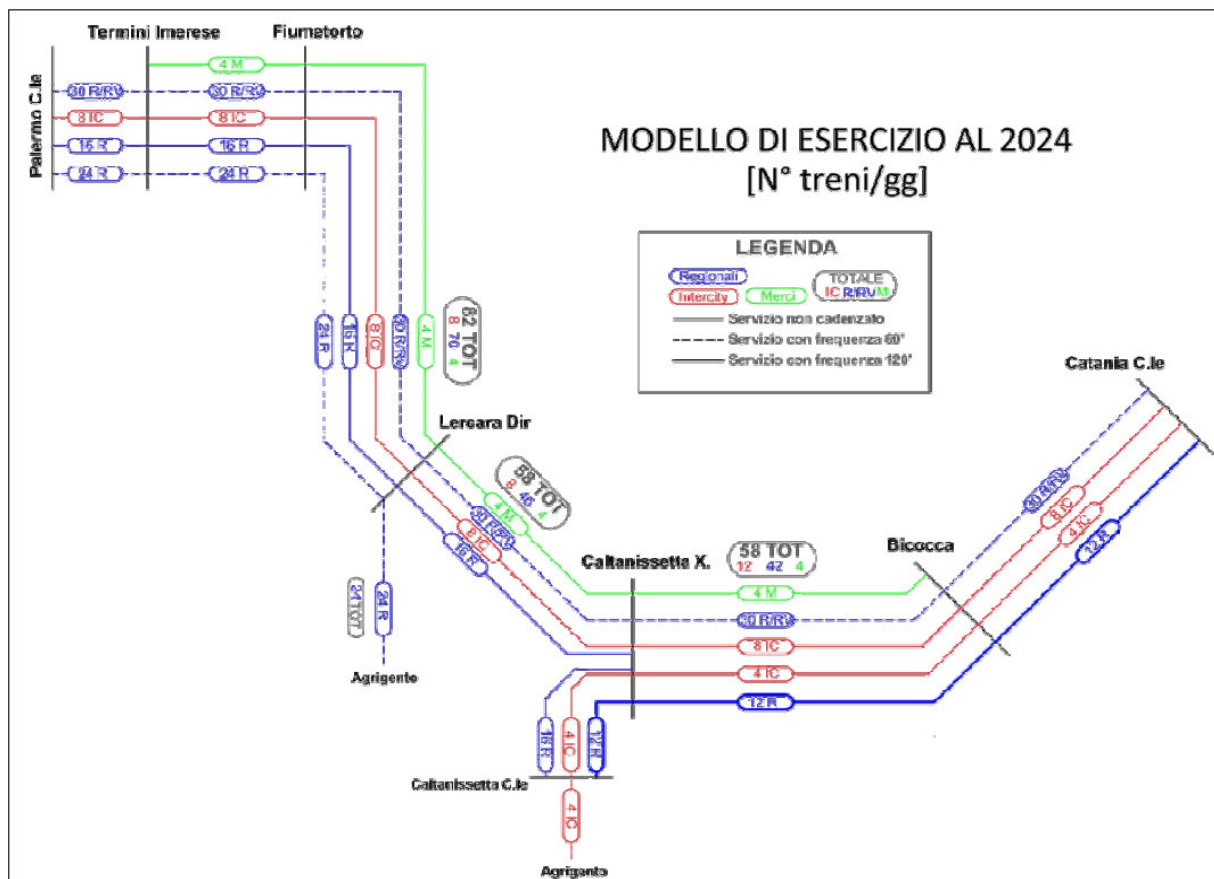 Termini Imerese Fiumetorto
4 M
Palermo C.le
30 R/RV 30 R/RV
8 IC 8 IC
16 R 16 R
24 R 24 R
MODELLO DI ESERCIZIO AL 2024
[N° treni/gg]
LEGENDA
Regionali
TOTALE
IC R/RV M
Intercity Merci
Servizio non cadenzato
Servizio con frequenza 60'
Servizio con frequenza 120'
24 R 16 R 8 IC 30 R/RV 4 M
82 TOT
8 70 4
Catania C.le
Lercara Dir
58 TOT
8 46 4
4 M
30 R/RV
8 IC
16 R
30 R/RV
8 IC
4 IC
12 R
Bicocca
Caltanissetta X.
58 TOT
12 42 4
4 M
30 R/RV
8 IC
4 IC
12 R
24 TOT
24 R
Agrigento
16 R 4 IC 12 R
Caltanissetta C.le
4 IC
Agrigento